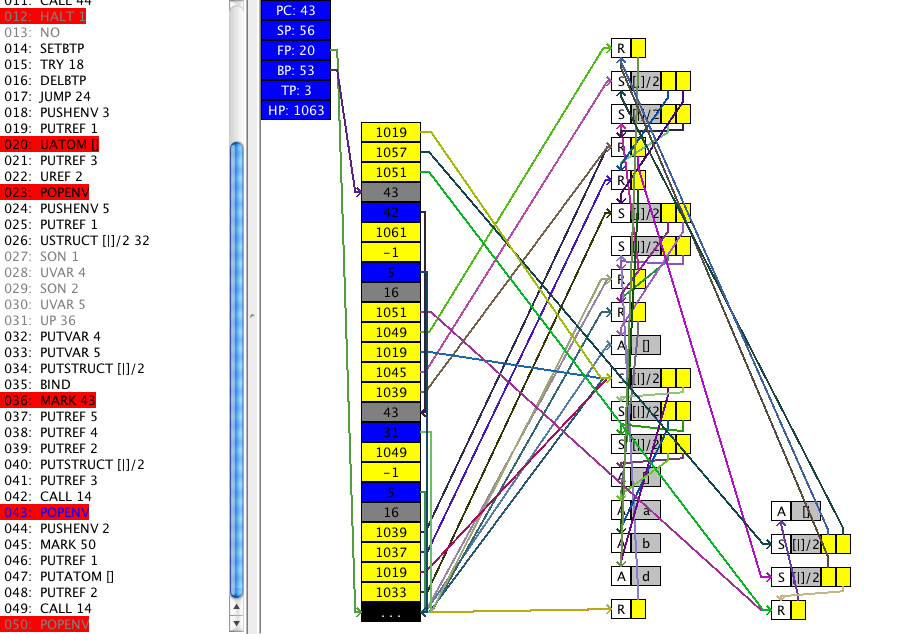 011: CALL 44
012: HALT 1
013: NO
014: SETBTP
015: TRY 18
016: DELBTP
017: JUMP 24
018: PUSHENV 3
019: PUTREF 1
020: UATOM []
021: PUTREF 3
022: UREF 2
023: POPENV
024: PUSHENV 5
025: PUTREF 1
026: USTRUCT [|]/2 32
027: SON 1
028: UVAR 4
029: SON 2
030: UVAR 5
031: UP 36
032: PUTVAR 4
033: PUTVAR 5
034: PUTSTRUCT [|]/2
035: BIND
036: MARK 43
037: PUTREF 5
038: PUTREF 4
039: PUTREF 2
040: PUTSTRUCT [|]/2
041: PUTREF 3
042: CALL 14
043: POPENV
044: PUSHENV 2
045: MARK 50
046: PUTREF 1
047: PUTATOM []
048: PUTREF 2
049: CALL 14
050: POPENV
PC: 43
SP: 56
FP: 20
BP: 53
TP: 3
HP: 1063
1019
1057
1051
43
42
1061
-1
5
16
1051
1049
1019
1045
1039
43
31
1049
-1
5
16
1039
1037
1019
1033
...
R
S [|]/2
S [|]/2
R
R
S [|]/2
S [|]/2
R
R
A []
S [|]/2
S [|]/2
S [|]/2
A []
A a
A b
A d
R
A []
S [|]/2
S [|]/2
R